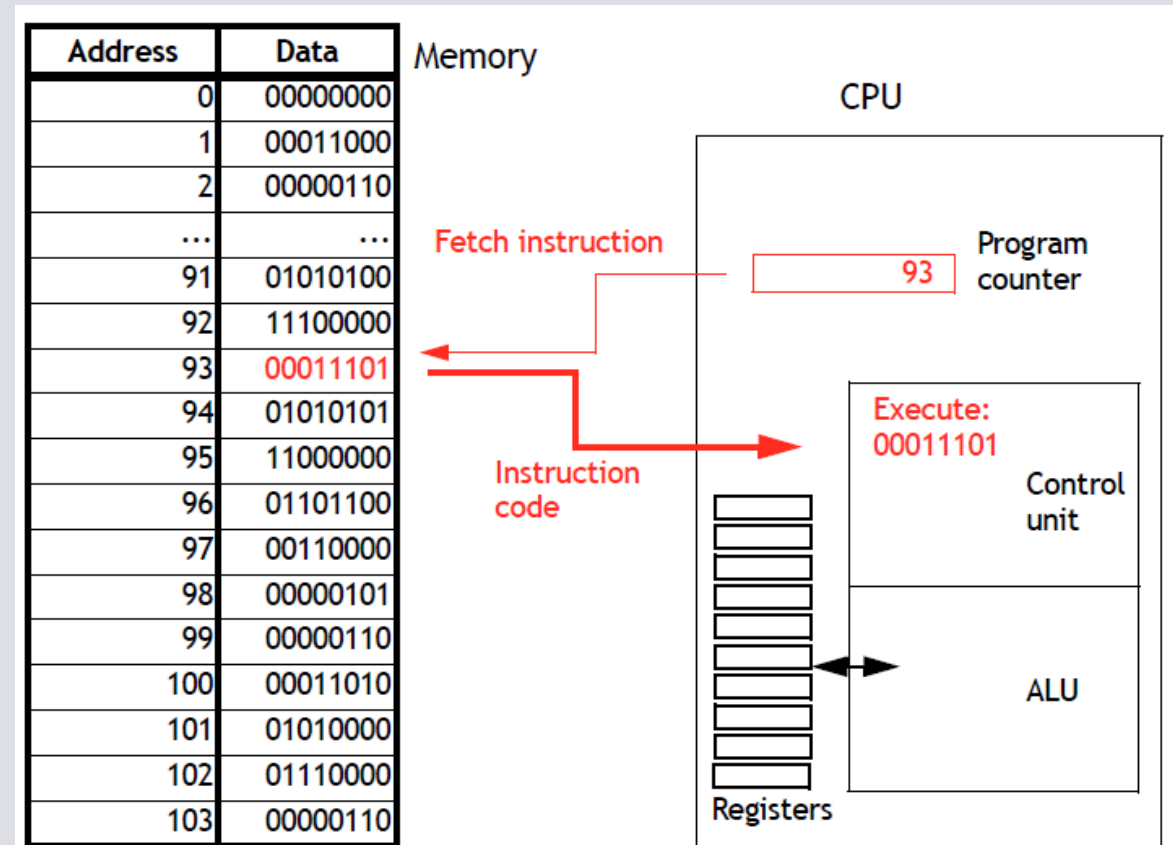 Address Data
0 00000000
1 00011000
2 00000110
... ...
91 01010100
92 11100000
93 00011101
94 01010101
95 11000000
96 01101100
97 00110000
98 00000101
99 00000110
100 00011010
101 01010000
102 01110000
103 00000110
Memory
CPU
Fetch instruction
93
Program
counter
Instruction
code
Execute:
00011101
Control
unit
ALU
Registers